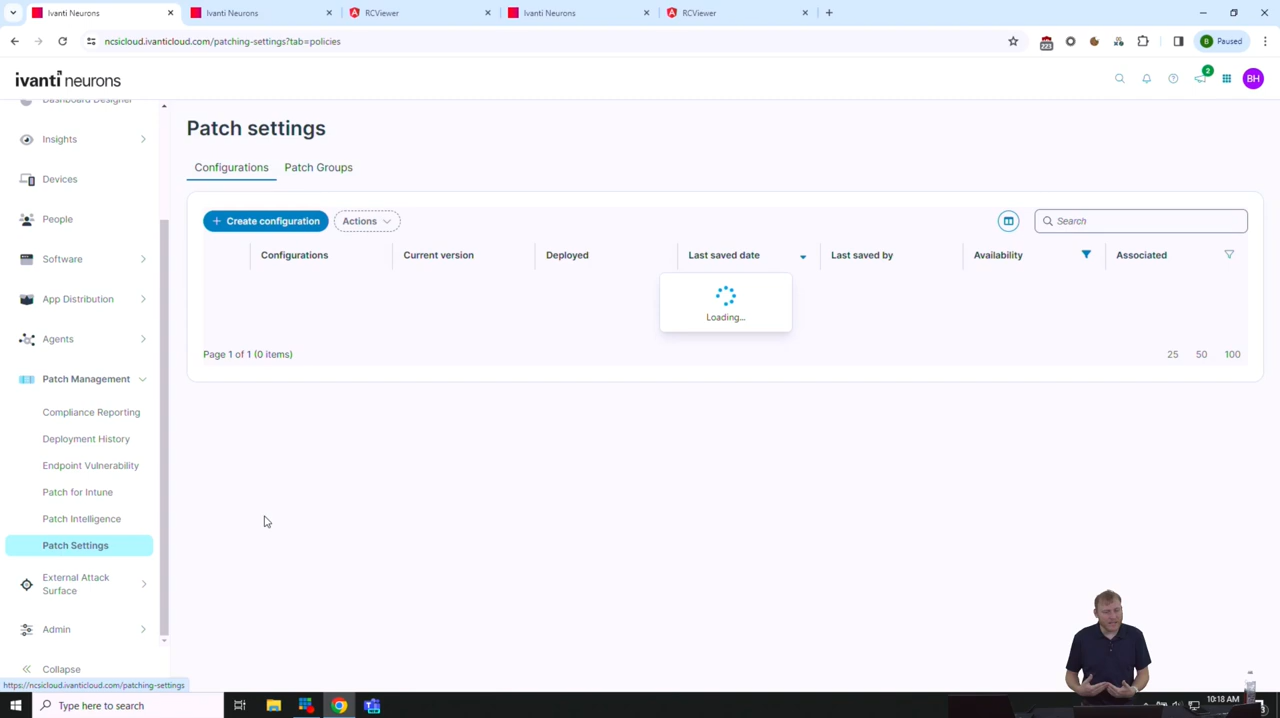 Ivanti Neurons
Ivanti Neurons
RCViewer
Ivanti Neurons
RCViewer
ncsicloud.ivanticloud.com/patching-settings?tab=policies
223
B Paused
ivanti neurons
2
BH
Dashboard Designer
Insights
Devices
People
Software
App Distribution
Agents
Patch Management
Compliance Reporting
Deployment History
Endpoint Vulnerability
Patch for Intune
Patch Intelligence
Patch Settings
External Attack
Surface
Admin
Collapse
Patch settings
Configurations
Patch Groups
+ Create configuration
Actions
Search
Configurations
Current version
Deployed
Last saved date
Last saved by
Availability
Associated
Loading...
Page 1 of 1 (0 items)
25
50
100
https://ncsicloud.ivanticloud.com/patching-settings
Type here to search
10:18 AM
3